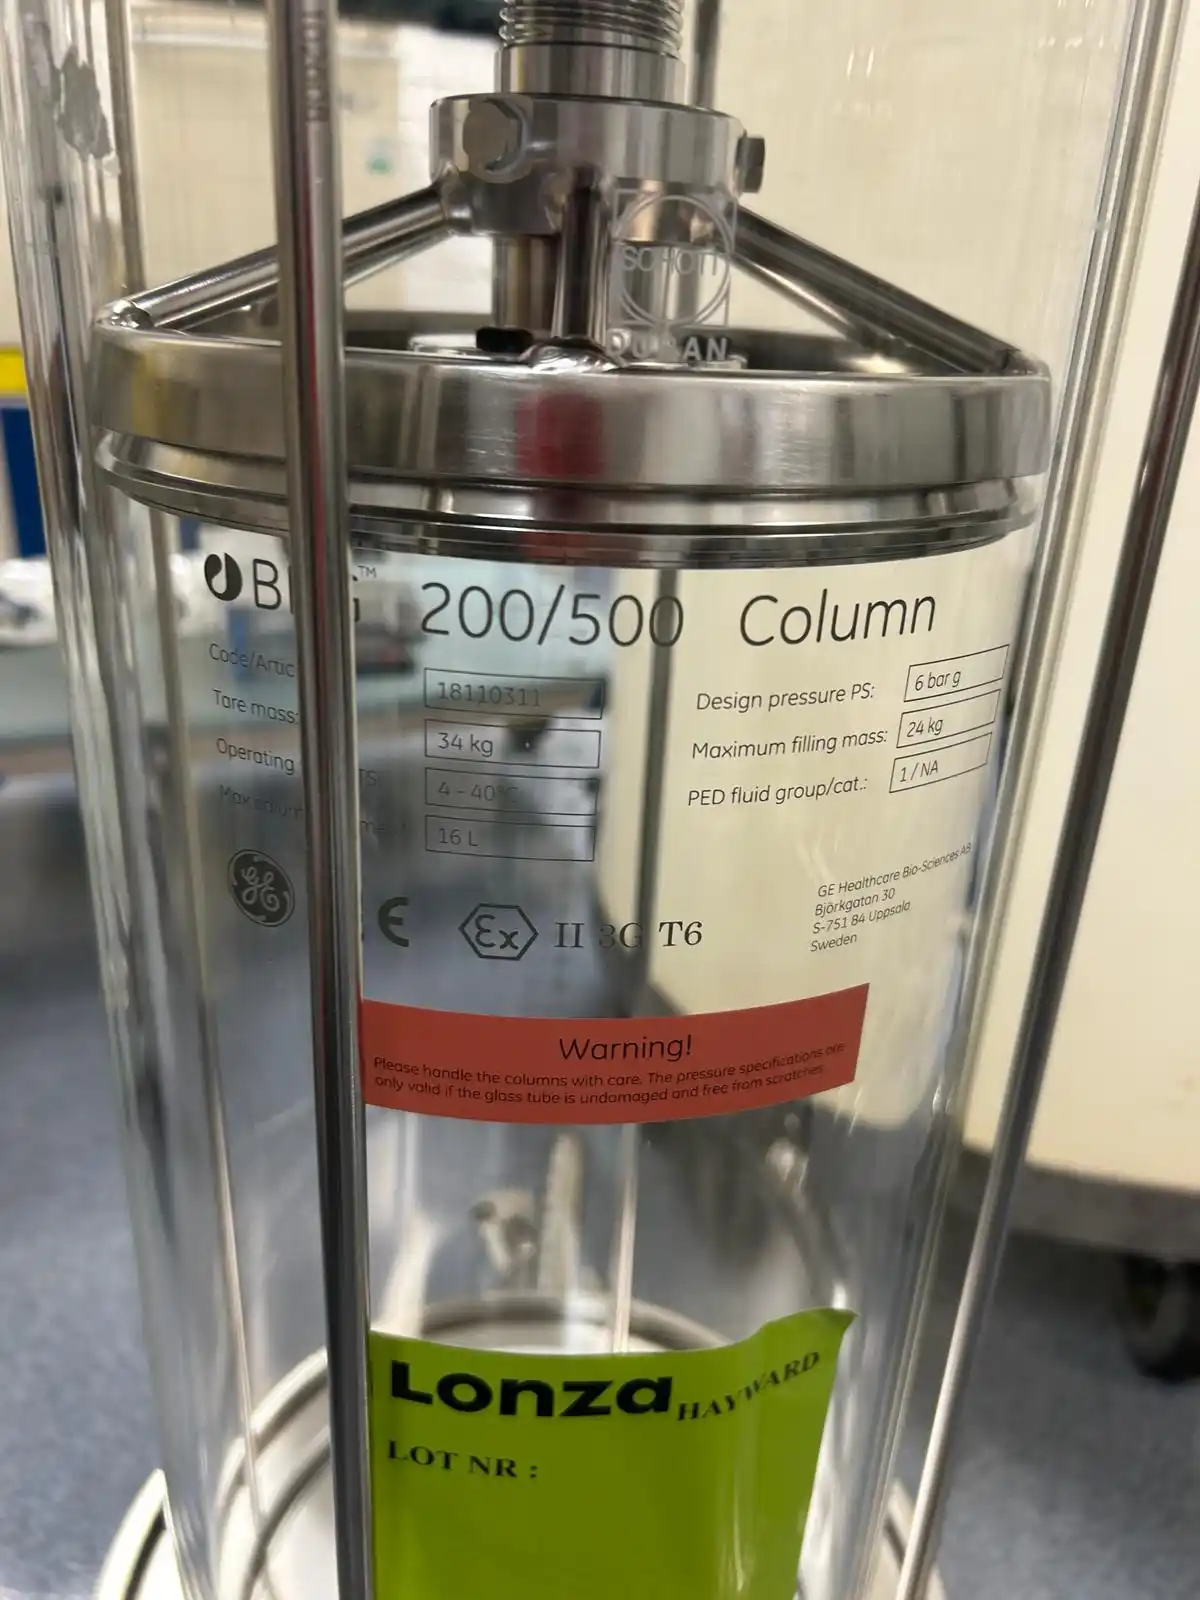 SCHOTT
DURAN
200/500 Column
Code/Artic
18110311
Tare mass:
34 kg
Operating
4 - 40°C
16 L
Design pressure PS:
6 bar g
Maximum filling mass:
24 kg
PED fluid group/cat.:
1 / NA
GE
CE
Ex II 3G T6
GE Healthcare Bio-Sciences AB
Björkgatan 30
S-751 84 Uppsala
Sweden
Warning!
Please handle the columns with care. The pressure specifications are
only valid if the glass tube is undamaged and free from scratches.
Lonza HAYWARD
LOT NR :